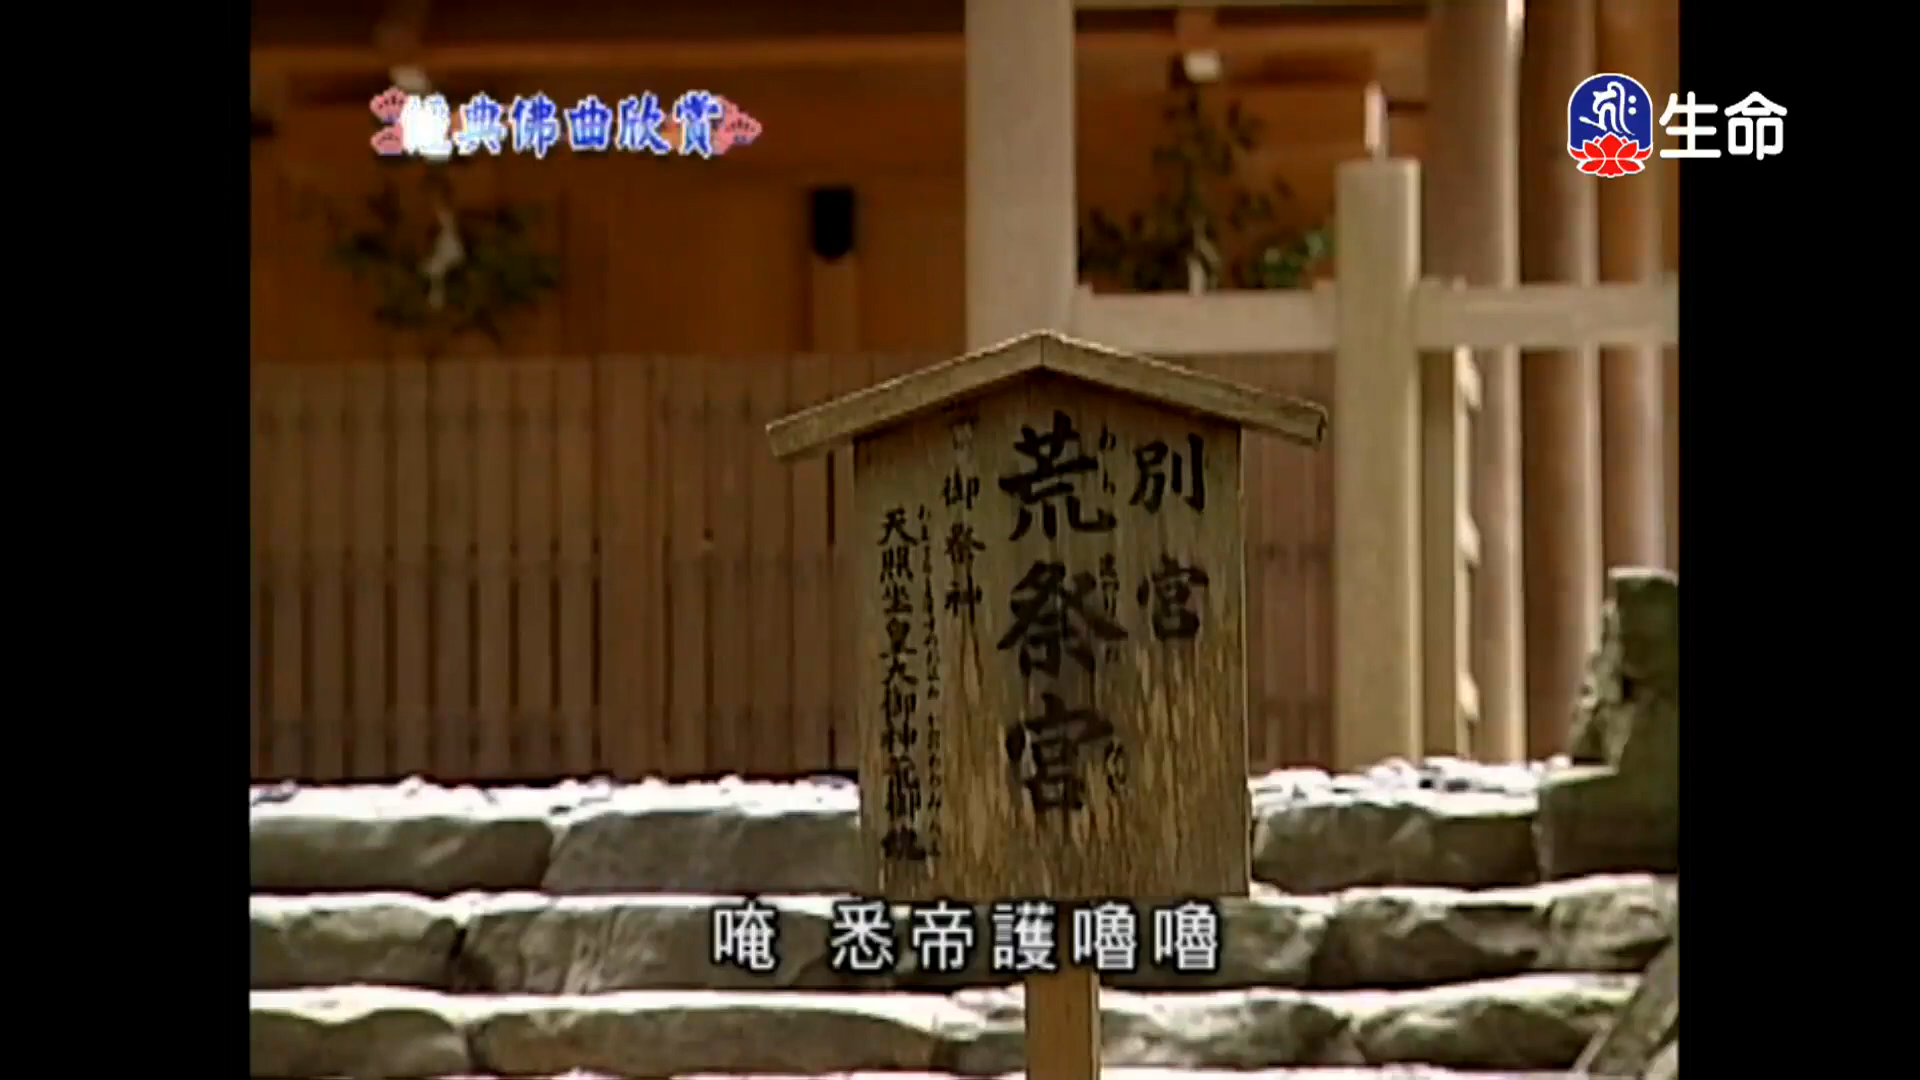 經典佛曲欣賞
生命
別宮
荒祭宮
御祭神
天照坐皇大御神荒御魂
唵 悉帝護嚕嚕